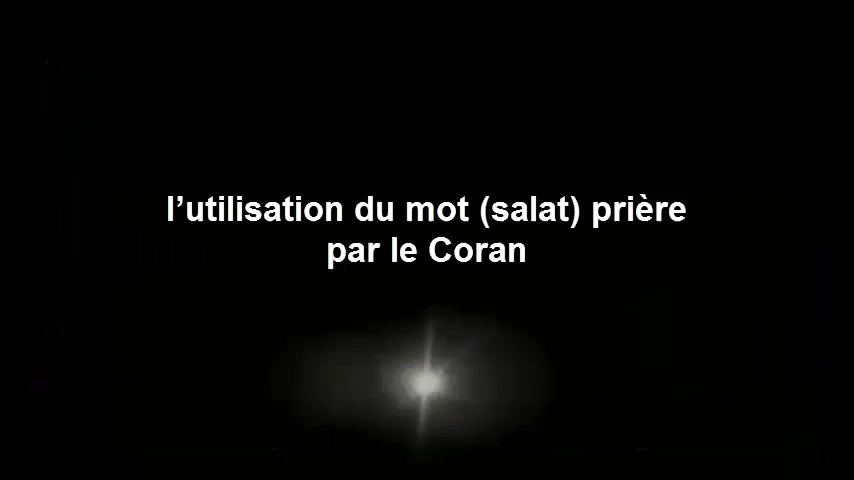 l’utilisation du mot (salat) prière
par le Coran